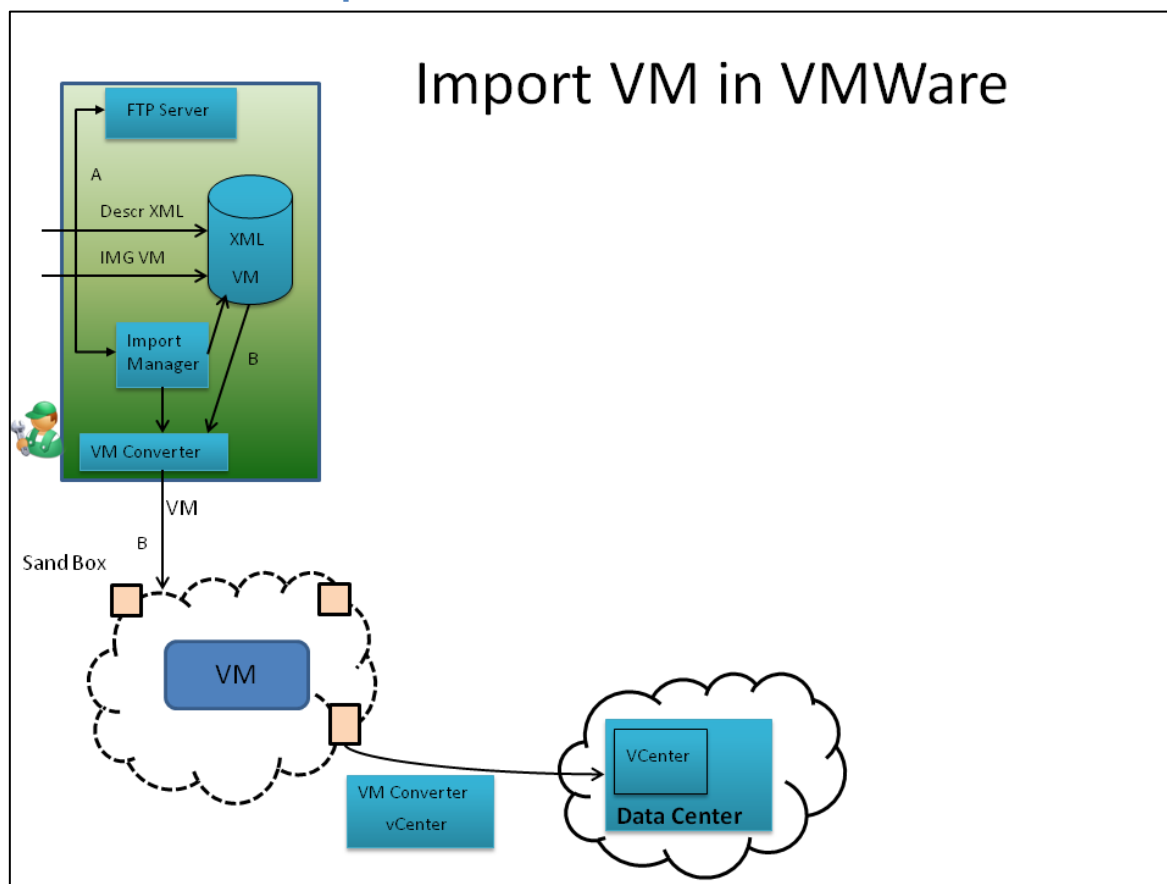 Import VM in VMWare
FTP Server
A
Descr XML
XML
IMG VM
VM
Import
Manager
B
VM Converter
VM
B
Sand Box
VM
VCenter
Data Center
VM Converter
vCenter